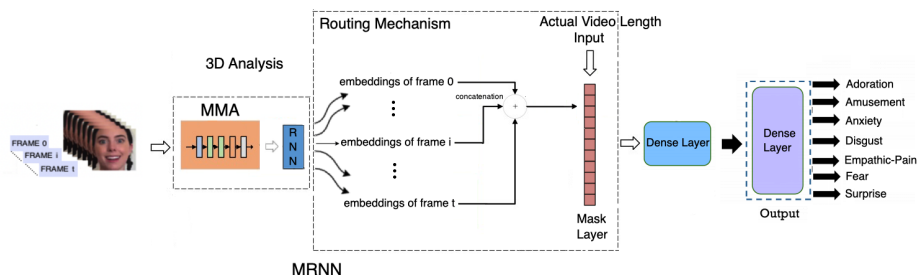 Routing Mechanism
Actual Video Length
Input
3D Analysis
MMA
R
N
N
FRAME 0
FRAME i
FRAME t
embeddings of frame 0
concatenation
+
embeddings of frame i
embeddings of frame t
Mask
Layer
Dense Layer
Dense
Layer
Output
Adoration
Amusement
Anxiety
Disgust
Empathic-Pain
Fear
Surprise
MRNN